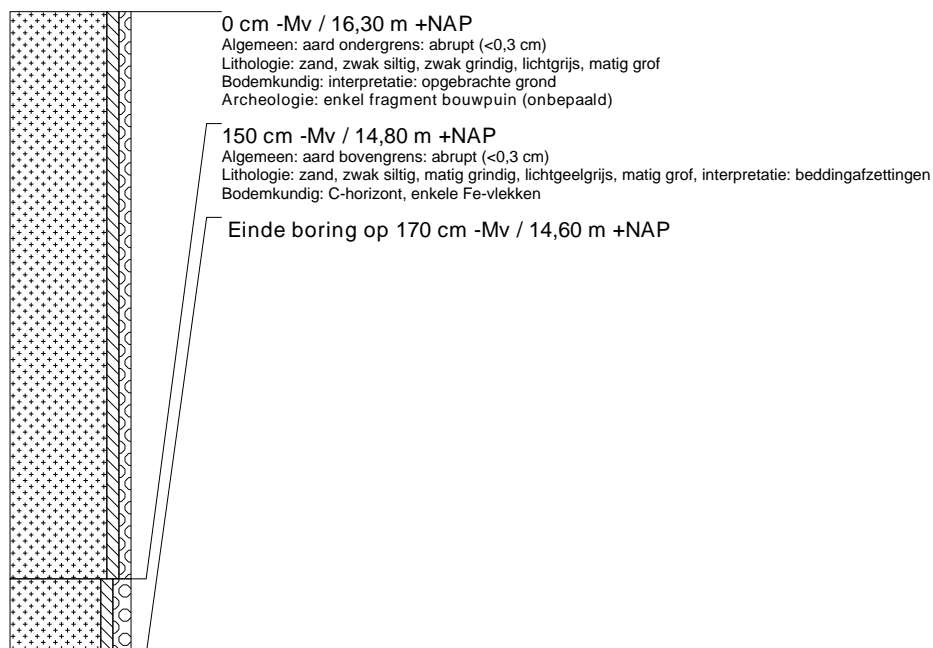 0 cm -Mv / 16,30 m +NAP
Algemeen: aard ondergrens: abrupt (<0,3 cm)
Lithologie: zand, zwak siltig, zwak grindig, lichtgrijs, matig grof
Bodemkundig: interpretatie: opgebrachte grond
Archeologie: enkel fragment bouwpuin (onbepaald)
150 cm -Mv / 14,80 m +NAP
Algemeen: aard bovengrens: abrupt (<0,3 cm)
Lithologie: zand, zwak siltig, matig grindig, lichtgeelgrijs, matig grof, interpretatie: beddingafzettingen
Bodemkundig: C-horizont, enkele Fe-vlekken
Einde boring op 170 cm -Mv / 14,60 m +NAP